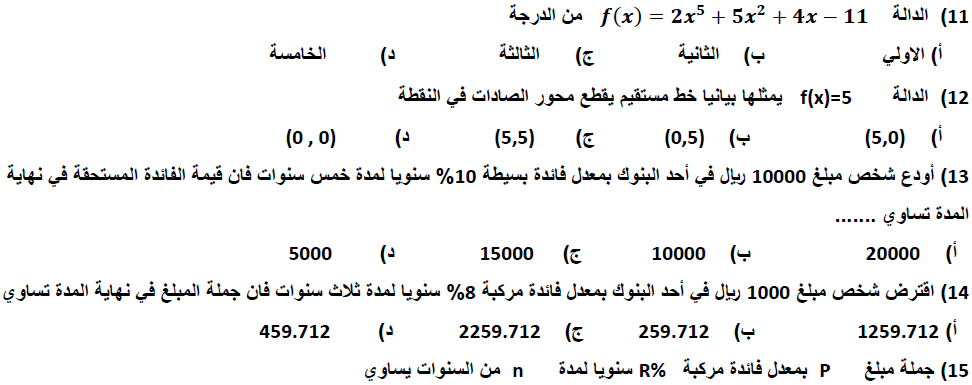 11) الدالة f(x) = 2x⁵ + 5x² + 4x − 11 من الدرجة
أ) الاولي ب) الثانية ج) الثالثة د) الخامسة
12) الدالة f(x)=5 يمثلها بيانيا خط مستقيم يقطع محور الصادات في النقطة
أ) (5,0) ب) (0,5) ج) (5,5) د) (0 , 0)
13) أودع شخص مبلغ 10000 ريال في أحد البنوك بمعدل فائدة بسيطة 10% سنويا لمدة خمس سنوات فان قيمة الفائدة المستحقة في نهاية
المدة تساوي .......
أ) 20000 ب) 10000 ج) 15000 د) 5000
14) اقترض شخص مبلغ 1000 ريال في أحد البنوك بمعدل فائدة مركبة 8% سنويا لمدة ثلاث سنوات فان جملة المبلغ في نهاية المدة تساوي
أ) 1259.712 ب) 259.712 ج) 2259.712 د) 459.712
15) جملة مبلغ P بمعدل فائدة مركبة R% سنويا لمدة n من السنوات يساوي